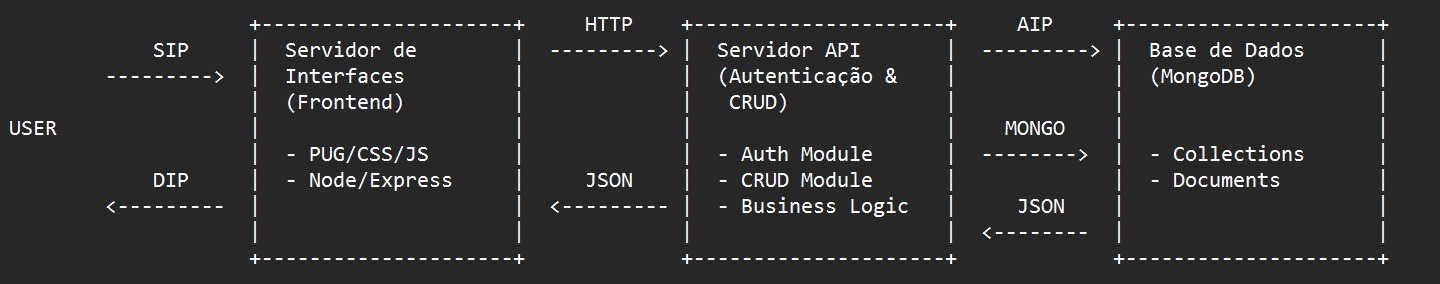 +---------------------+ HTTP +---------------------+ AIP +---------------------+
SIP | Servidor de | ---------> | Servidor API | ---------> | Base de Dados |
---------> | Interfaces | | (Autenticação & | | (MongoDB) |
| (Frontend) | | CRUD) | | |
USER | | | | MONGO | |
| - PUG/CSS/JS | | - Auth Module | --------> | - Collections |
DIP | - Node/Express | JSON | - CRUD Module | | - Documents |
<--------- | | <--------- | - Business Logic | JSON | |
| | | | <-------- | |
+---------------------+ +---------------------+ +---------------------+